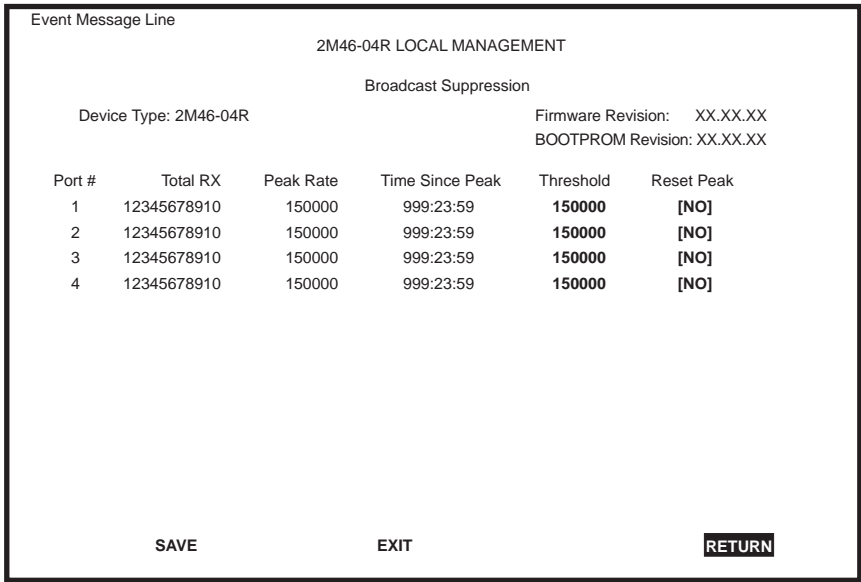 Event Message Line
2M46-04R LOCAL MANAGEMENT
Broadcast Suppression
Device Type: 2M46-04R Firmware Revision: XX.XX.XX
BOOTPROM Revision: XX.XX.XX
Port # Total RX Peak Rate Time Since Peak Threshold Reset Peak
1 12345678910 150000 999:23:59 150000 [NO]
2 12345678910 150000 999:23:59 150000 [NO]
3 12345678910 150000 999:23:59 150000 [NO]
4 12345678910 150000 999:23:59 150000 [NO]
SAVE EXIT RETURN